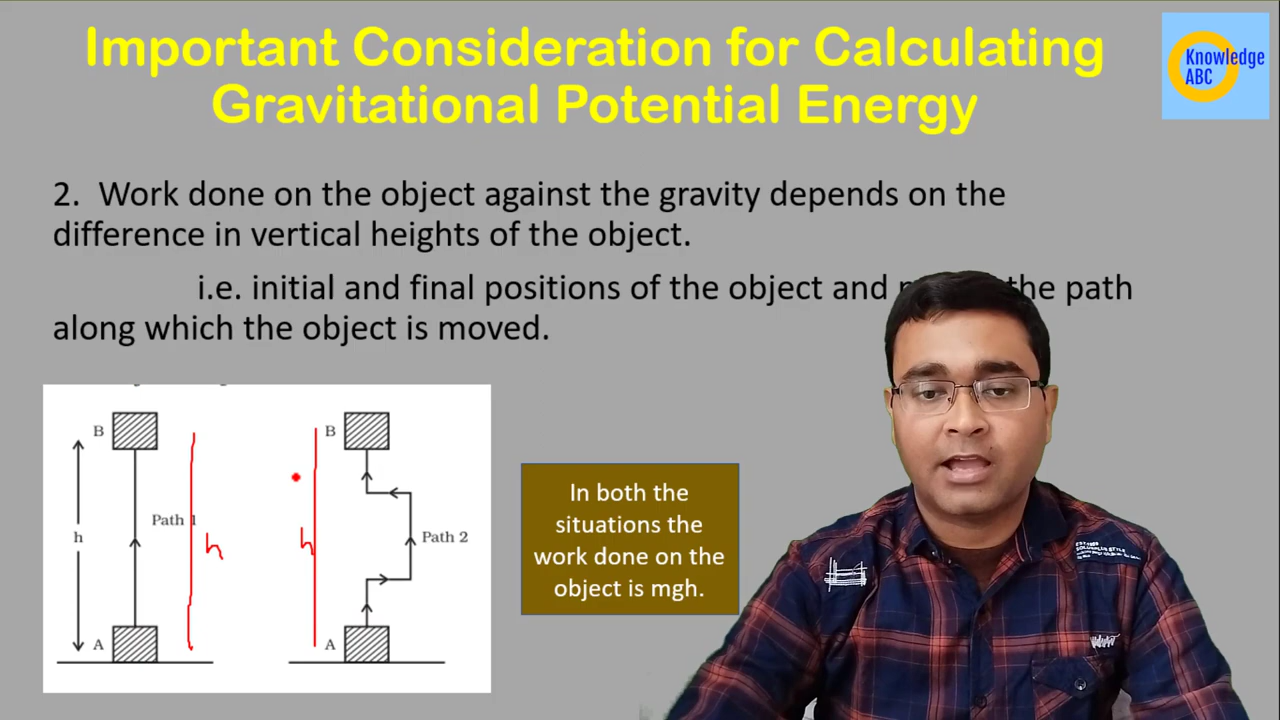 Important Consideration for Calculating
Gravitational Potential Energy
Knowledge
ABC
2. Work done on the object against the gravity depends on the
difference in vertical heights of the object.
i.e. initial and final positions of the object and the path
along which the object is moved.
B
B
Path 1
h
h
h
Path 2
A
A
In both the
situations the
work done on the
object is mgh.